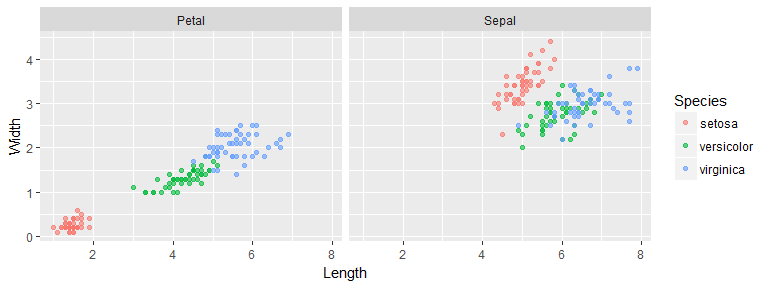 Petal Sepal
Species
setosa
versicolor
virginica
Width
4
3
2
1
0
2 4 6 8 2 4 6 8
Length